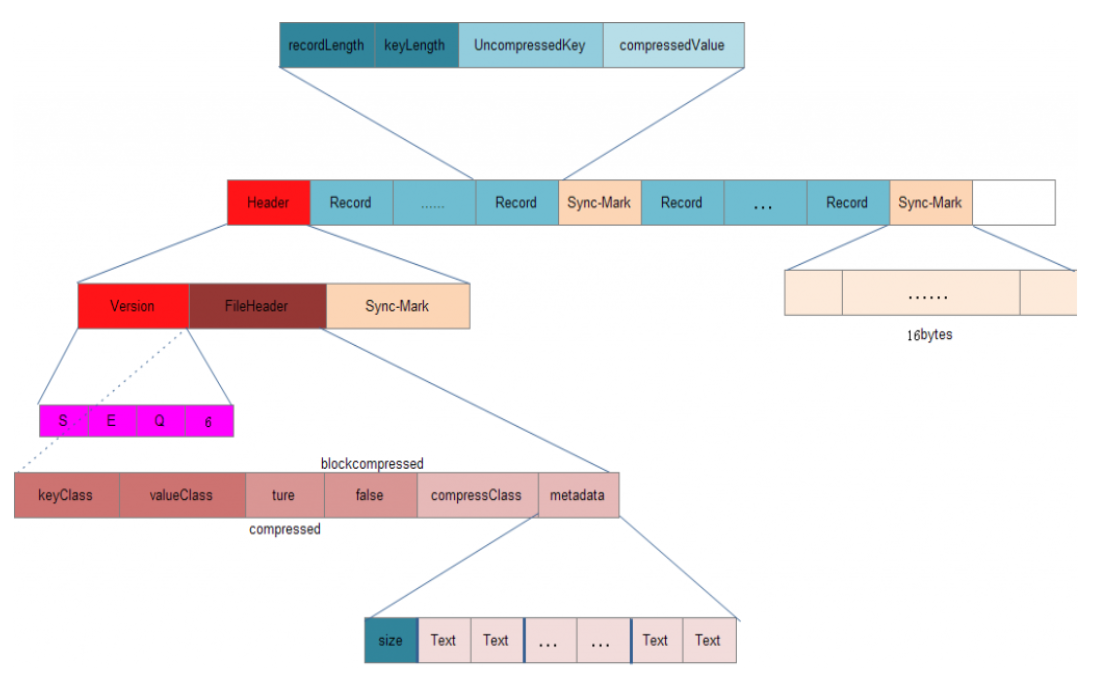 recordLength keyLength UncompressedKey compressedValue
Header Record ...... Record Sync-Mark Record ... Record Sync-Mark
Version FileHeader Sync-Mark
......
16bytes
S E Q 6
blockcompressed
keyClass valueClass ture false compressClass metadata
compressed
size Text Text ... ... Text Text